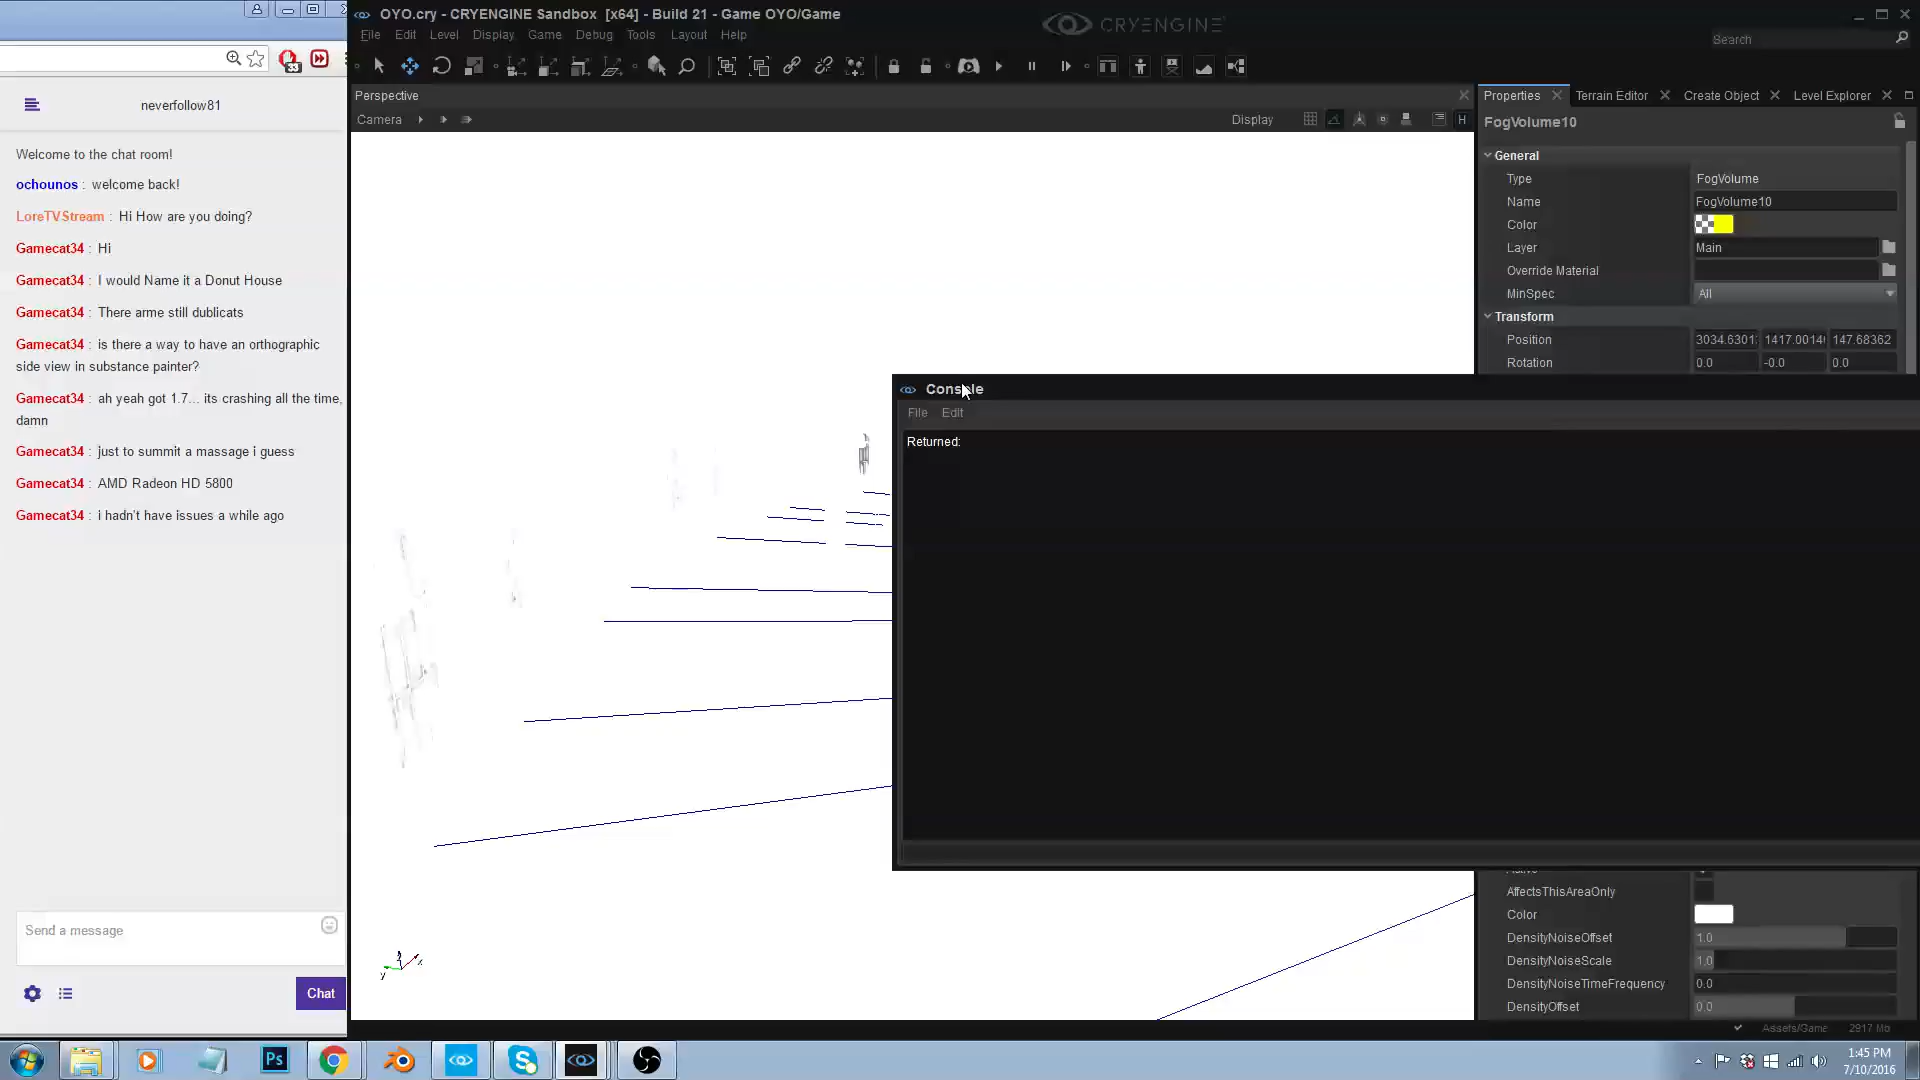 OYO.cry - CRYENGINE Sandbox [x64] - Build 21 - Game OYO/Game
CRYENGINE
File Edit Level Display Game Debug Tools Layout Help
Search
33
neverfollow81
Welcome to the chat room!
ochounos : welcome back!
LoreTVStream : Hi How are you doing?
Gamecat34 : Hi
Gamecat34 : I would Name it a Donut House
Gamecat34 : There arme still dublicats
Gamecat34 : is there a way to have an orthographic
side view in substance painter?
Gamecat34 : ah yeah got 1.7... its crashing all the time,
damn
Gamecat34 : just to summit a massage i guess
Gamecat34 : AMD Radeon HD 5800
Gamecat34 : i hadn't have issues a while ago
Send a message
Chat
Perspective
Camera
Display
H
z
y
x
Properties Terrain Editor Create Object Level Explorer
FogVolume10
General
Type FogVolume
Name FogVolume10
Color
Layer Main
Override Material
MinSpec All
Transform
Position 3034.6301 1417.0014 147.68362
Rotation 0.0 -0.0 0.0
Console
File Edit
Returned:
AffectsThisAreaOnly
Color
DensityNoiseOffset 1.0
DensityNoiseScale 1.0
DensityNoiseTimeFrequency 0.0
DensityOffset 0.0
Assets/Game 2917 Mb
Ps
1:45 PM
7/10/2016